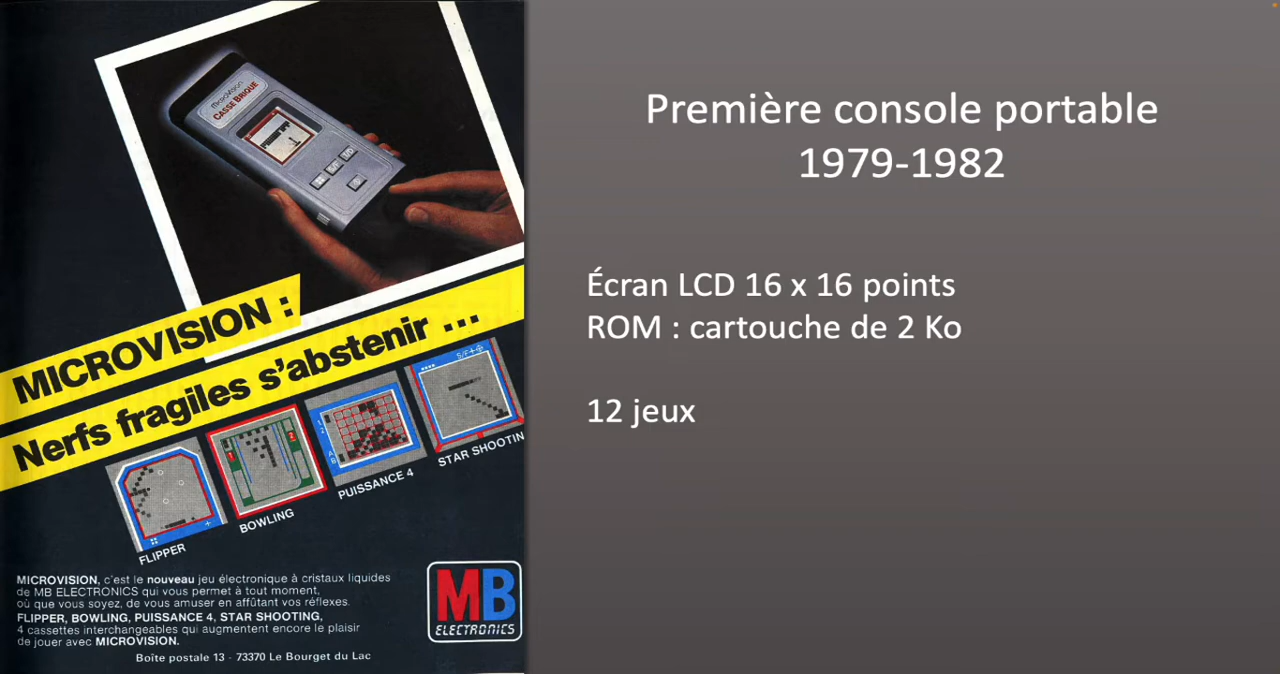 MICROVISION
CASSE BRIQUE
MICROVISION :
Nerfs fragiles s'abstenir ...
FLIPPER
BOWLING
PUISSANCE 4
STAR SHOOTIN
MICROVISION, c'est le nouveau jeu électronique à cristaux liquides
de MB ELECTRONICS qui vous permet à tout moment,
où que vous soyez, de vous amuser en affûtant vos réflexes.
FLIPPER, BOWLING, PUISSANCE 4, STAR SHOOTING,
4 cassettes interchangeables qui augmentent encore le plaisir
de jouer avec MICROVISION.
Boîte postale 13 - 73370 Le Bourget du Lac
MB
ELECTRONICS
Première console portable
1979-1982
Écran LCD 16 x 16 points
ROM : cartouche de 2 Ko
12 jeux